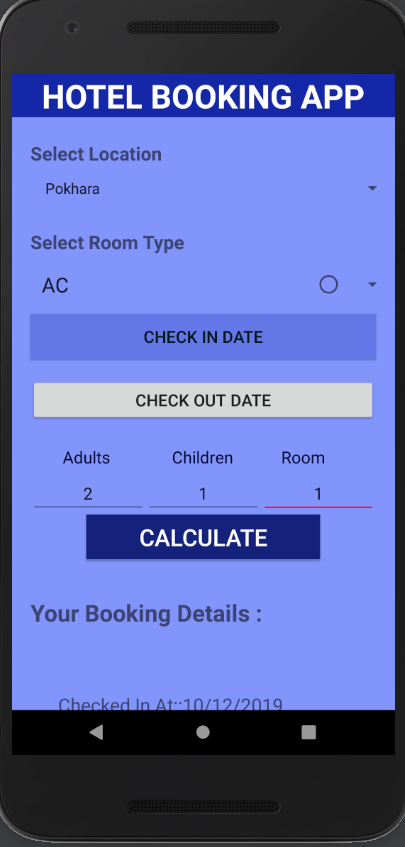 HOTEL BOOKING APP
Select Location
Pokhara
Select Room Type
AC
CHECK IN DATE
CHECK OUT DATE
Adults Children Room
2 1 1
CALCULATE
Your Booking Details :
Checked In At::10/12/2019